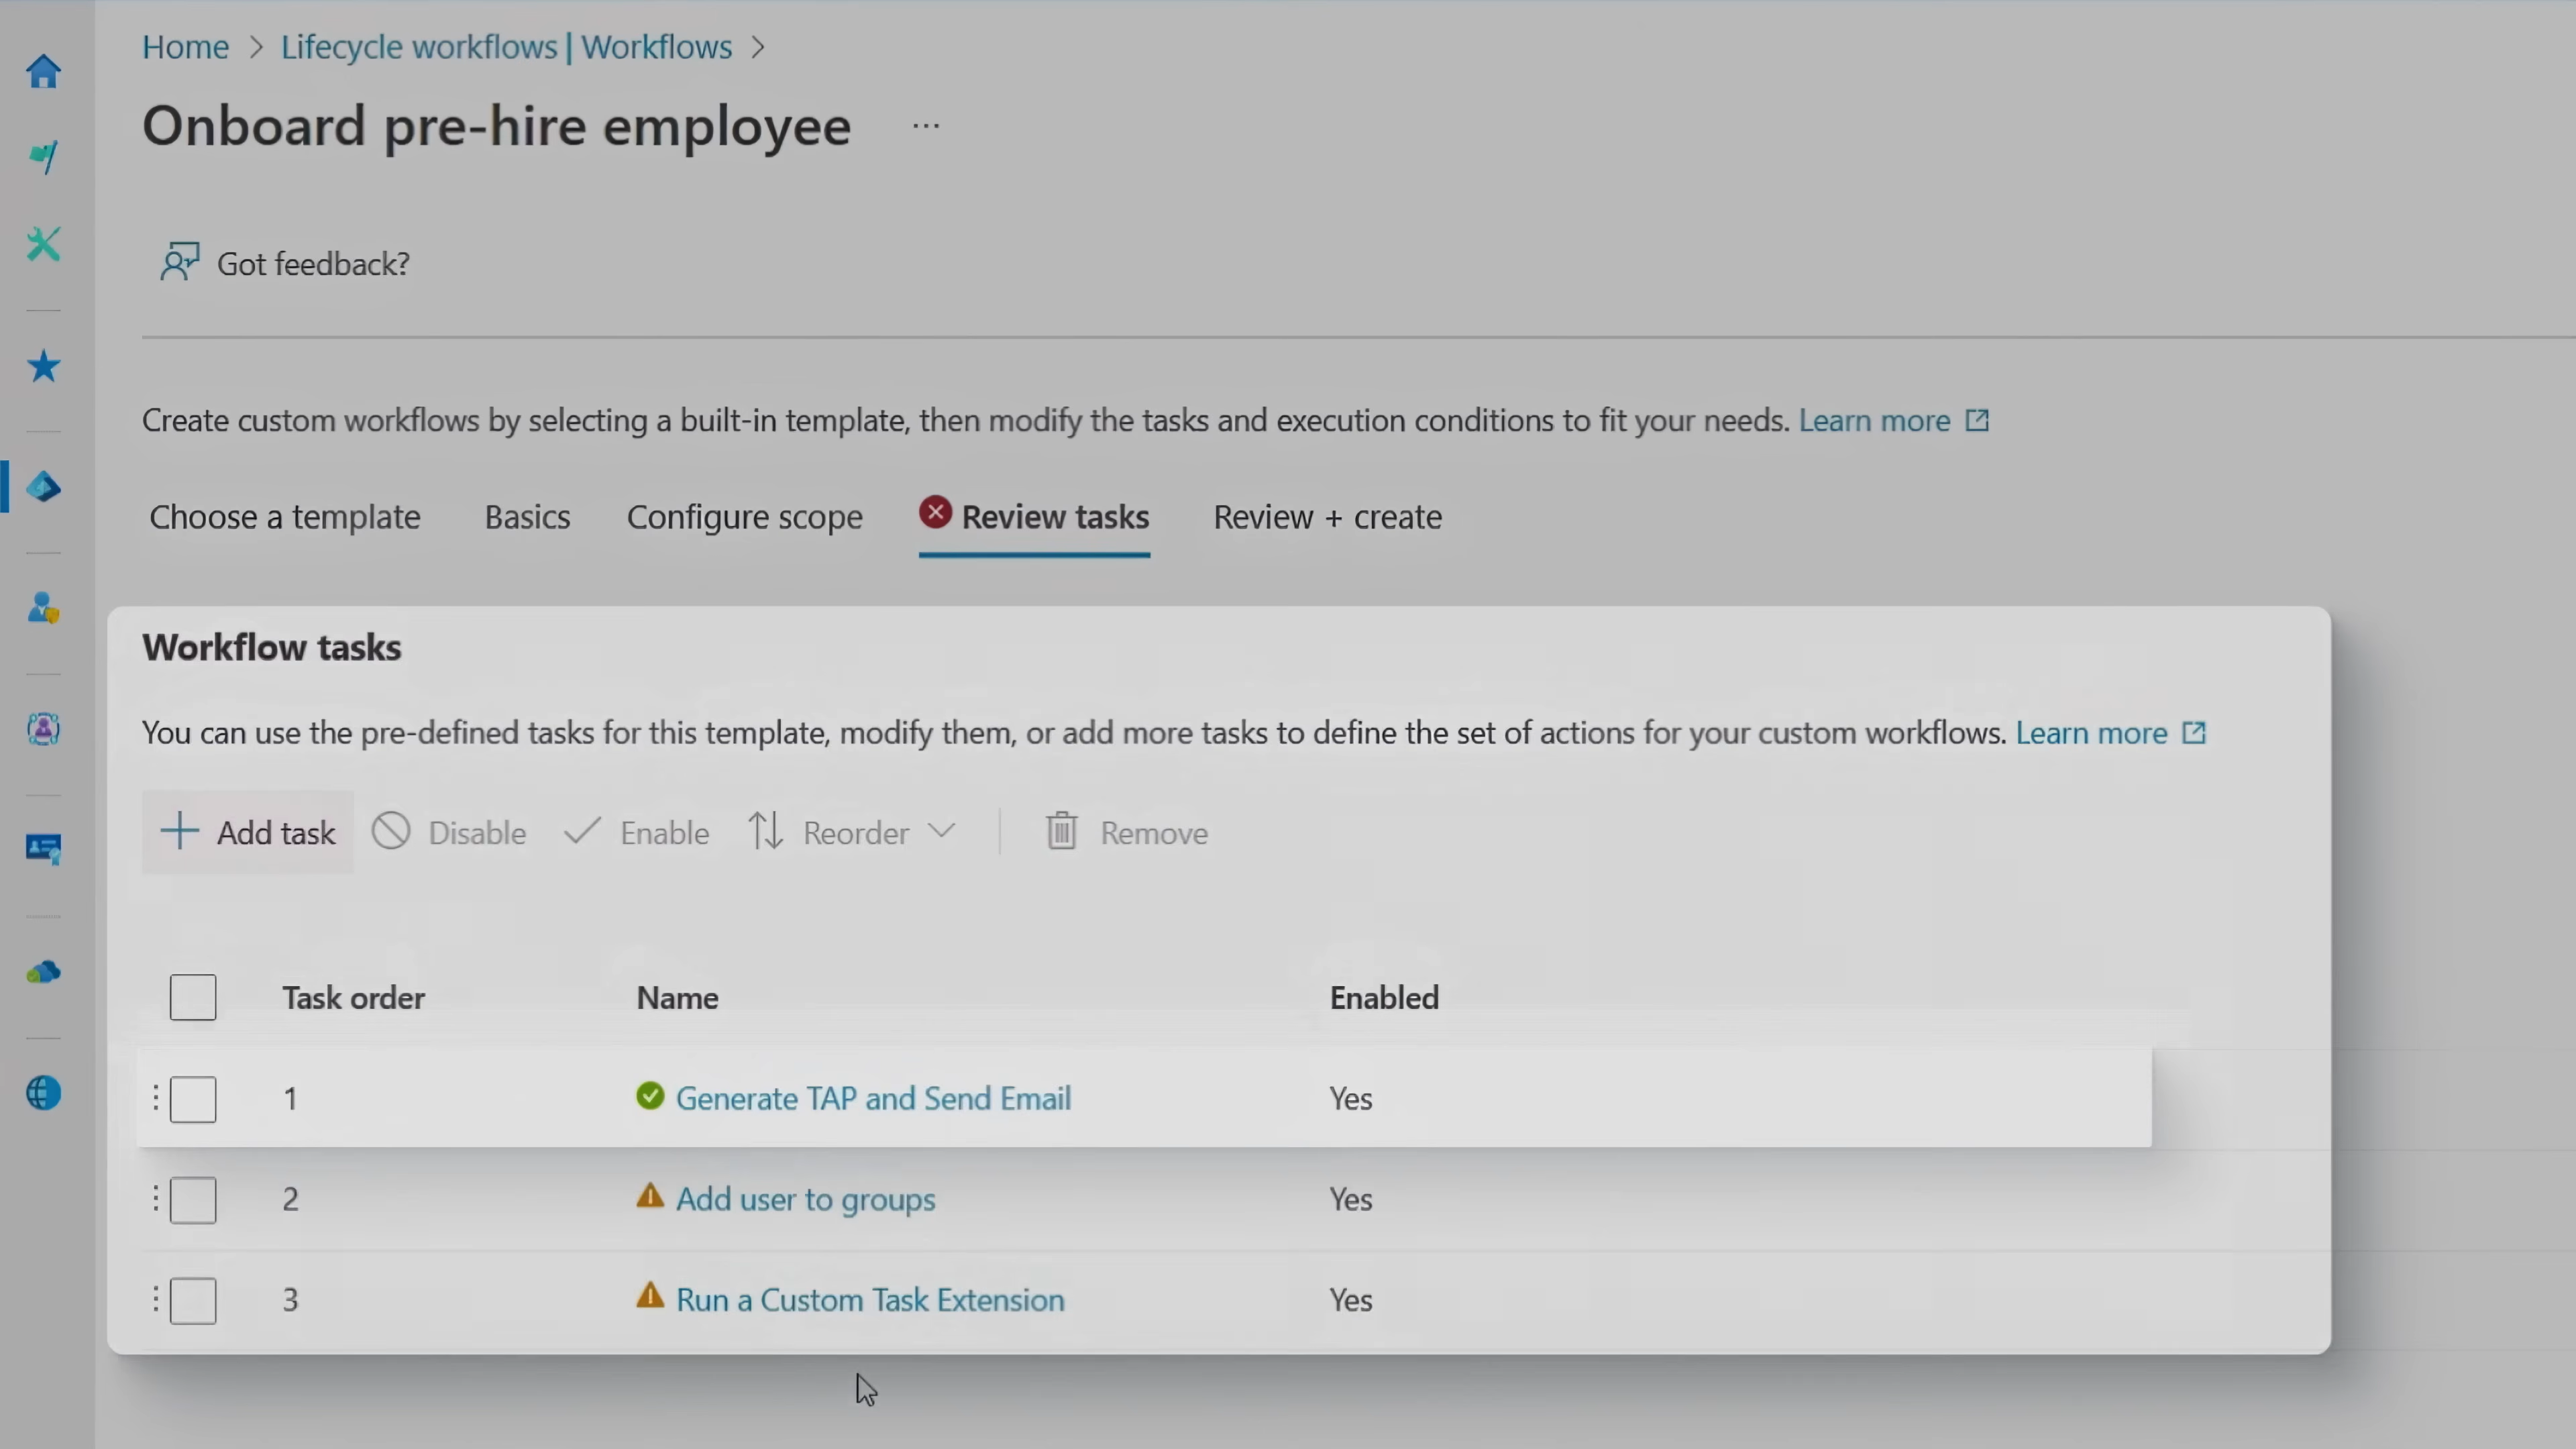 Home > Lifecycle workflows | Workflows >
Onboard pre-hire employee ...
Got feedback?
Create custom workflows by selecting a built-in template, then modify the tasks and execution conditions to fit your needs. Learn more
Choose a template Basics Configure scope Review tasks Review + create
Workflow tasks
You can use the pre-defined tasks for this template, modify them, or add more tasks to define the set of actions for your custom workflows. Learn more
Add task Disable Enable Reorder Remove
Task order Name Enabled
1 Generate TAP and Send Email Yes
2 Add user to groups Yes
3 Run a Custom Task Extension Yes